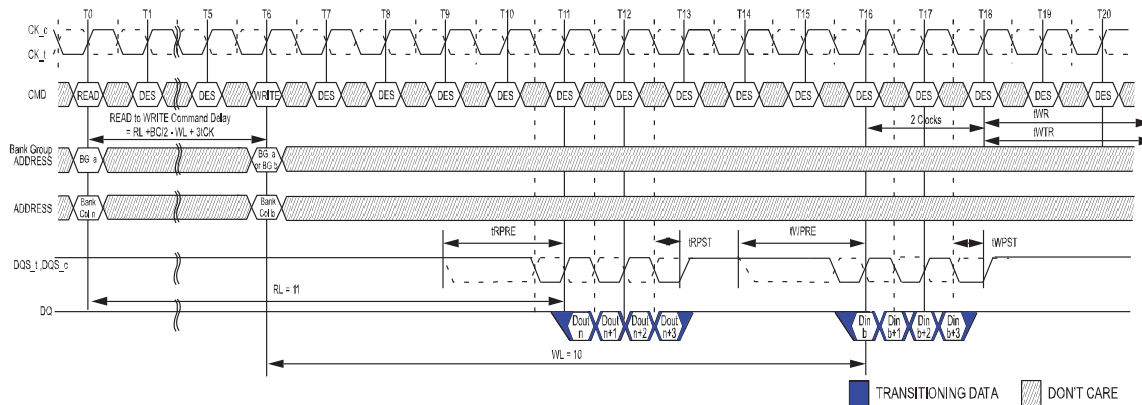 T0 T1 T5 T6 T7 T8 T9 T10 T11 T12 T13 T14 T15 T16 T17 T18 T19 T20
CK_c
CK_t
CMD READ DES DES WRITE DES DES DES DES DES DES DES DES DES DES DES DES DES DES
READ to WRITE Command Delay
= RL +BC/2 - WL + 3tCK
2 Clocks
tWR
tWTR
Bank Group
ADDRESS
BG a
BG a
or BG b
ADDRESS
Bank
Col n
Bank
Col b
tRPRE
tRPST
tWPRE
tWPST
DQS_t ,DQS_c
RL = 11
DQ
Dout Dout Dout Dout Din Din Din Din
n n+1 n+2 n+3 b b+1 b+2 b+3
WL = 10
TRANSITIONING DATA DON'T CARE